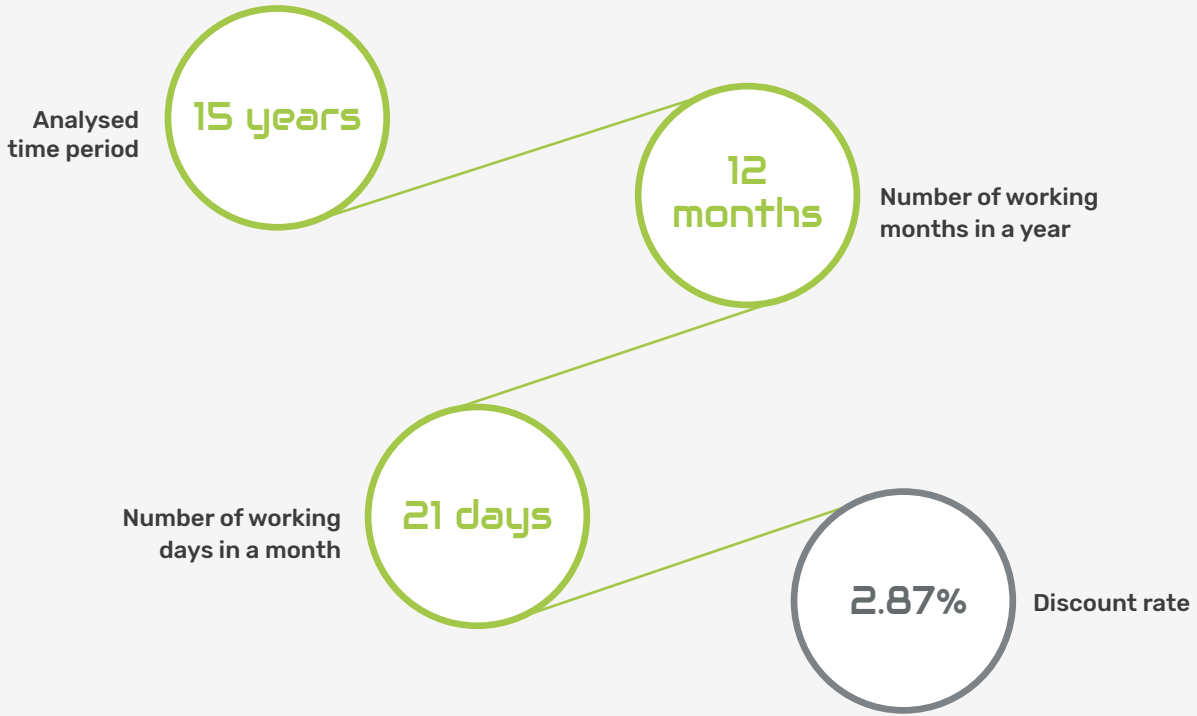 Analysed
time period
15 years
12
months
Number of working
months in a year
Number of working
days in a month
21 days
2.87%
Discount rate